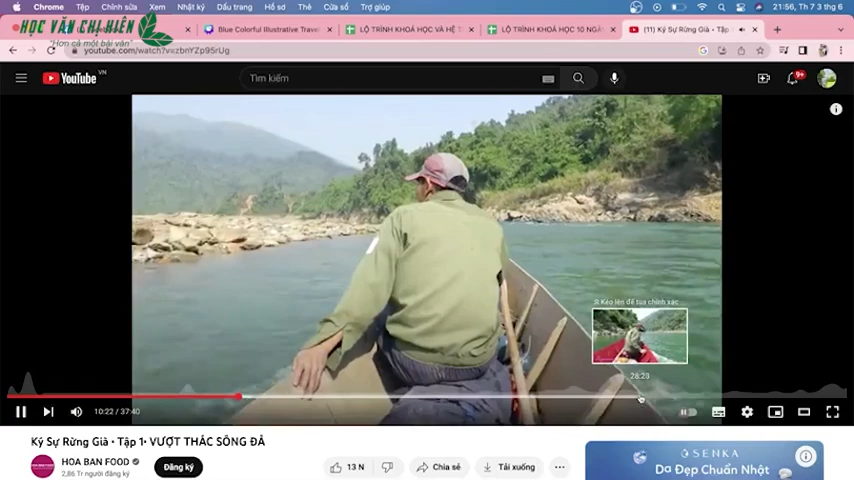 Chrome Tệp Chỉnh sửa Xem Nhật ký Dấu trang Hồ sơ Thẻ Cửa sổ Trợ giúp 21:56, Th 7 3 thg 6
HỌC VĂN CHỊ HIÊN
"Hơn cả một bài văn"
Blue Colorful Illustrative Trave
LỘ TRÌNH KHOÁ HỌC VÀ HỆ T
LỘ TRÌNH KHOÁ HỌC 10 NGÀ
(11) Ký Sự Rừng Già • Tập 1
youtube.com/watch?v=zbnYZp95rUg
YouTube VN
Tìm kiếm
9+
Kéo lên để tua chính xác
28:23
10:22 / 37:40
Ký Sự Rừng Già • Tập 1• VƯỢT THÁC SÔNG ĐÀ
HOA BAN FOOD
2,86 Tr người đăng ký
Đăng ký
13 N
Chia sẻ
Tải xuống
SENKA
Da Đẹp Chuẩn Nhật